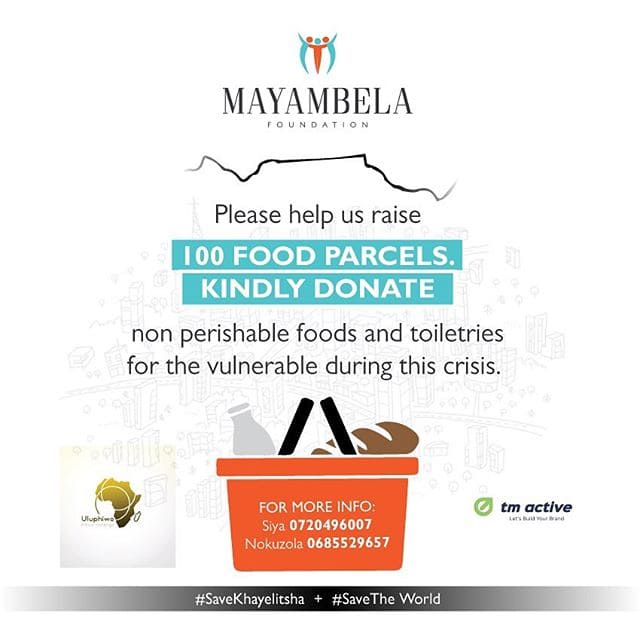 MAYAMBELA
FOUNDATION
Please help us raise
100 FOOD PARCELS.
KINDLY DONATE
non perishable foods and toiletries
for the vulnerable during this crisis.
FOR MORE INFO:
Siya 0720496007
Nokuzola 0685529657
Uluphiwo
tm active
Let's Build Your Brand
#SaveKhayelitsha + #SaveThe World